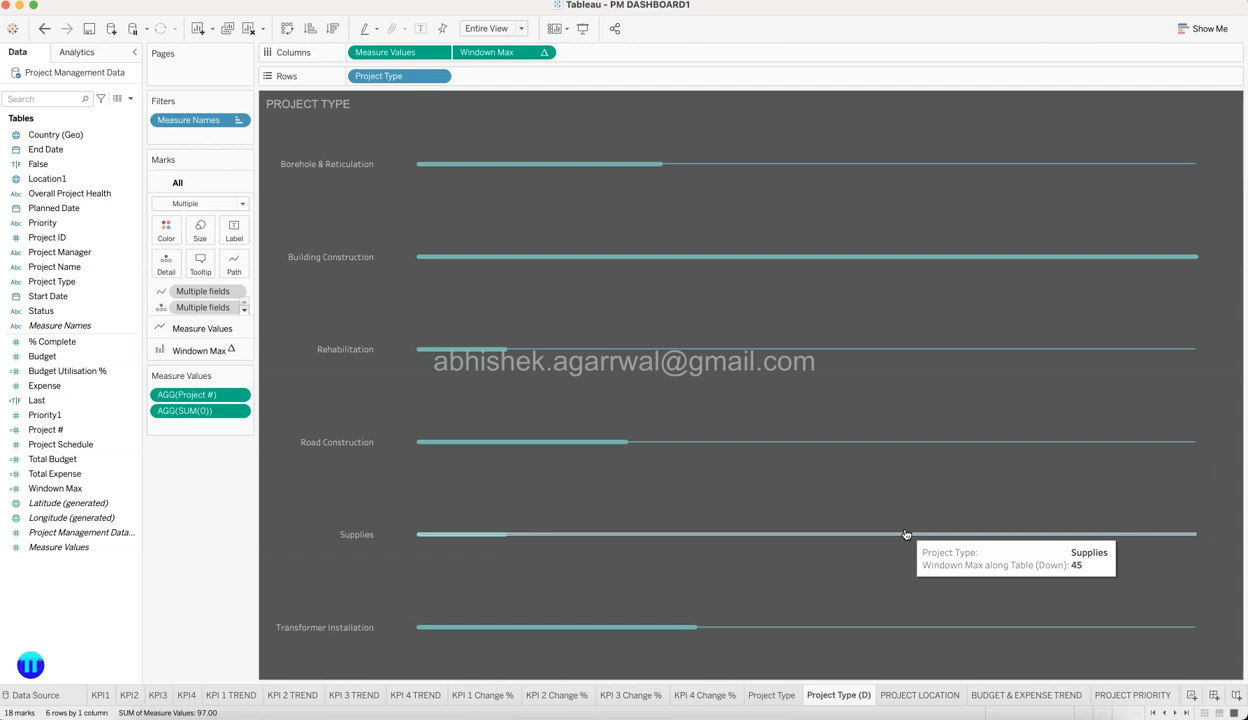 Tableau - PM DASHBOARD1
Entire View
Show Me
Data
Analytics
Project Management Data
Search
Tables
Country (Geo)
End Date
T|F False
Location1
Abc Overall Project Health
Planned Date
Abc Priority
# Project ID
Abc Project Manager
Abc Project Name
Abc Project Type
Start Date
Abc Status
Abc Measure Names
# % Complete
# Budget
=# Budget Utilisation %
# Expense
=T|F Last
# Priority1
=# Project #
# Project Schedule
=# Total Budget
=# Total Expense
=# Windown Max
Latitude (generated)
Longitude (generated)
# Project Management Data...
# Measure Values
Pages
Filters
Measure Names
Marks
All
Multiple
Color Size Label
Detail Tooltip Path
Multiple fields
Multiple fields
Measure Values
Windown Max Δ
Measure Values
AGG(Project #)
AGG(SUM(0))
Columns Measure Values Windown Max Δ
Rows Project Type
PROJECT TYPE
Borehole & Reticulation
Building Construction
Rehabilitation
abhishek.agarrwal@gmail.com
Road Construction
Supplies
Project Type: Supplies
Windown Max along Table (Down): 45
Transformer Installation
Data Source KPI1 KPI2 KPI3 KPI4 KPI 1 TREND KPI 2 TREND KPI 3 TREND KPI 4 TREND KPI 1 Change % KPI 2 Change % KPI 3 Change % KPI 4 Change % Project Type Project Type (D) PROJECT LOCATION BUDGET & EXPENSE TREND PROJECT PRIORITY
18 marks 6 rows by 1 column SUM of Measure Values: 97.00